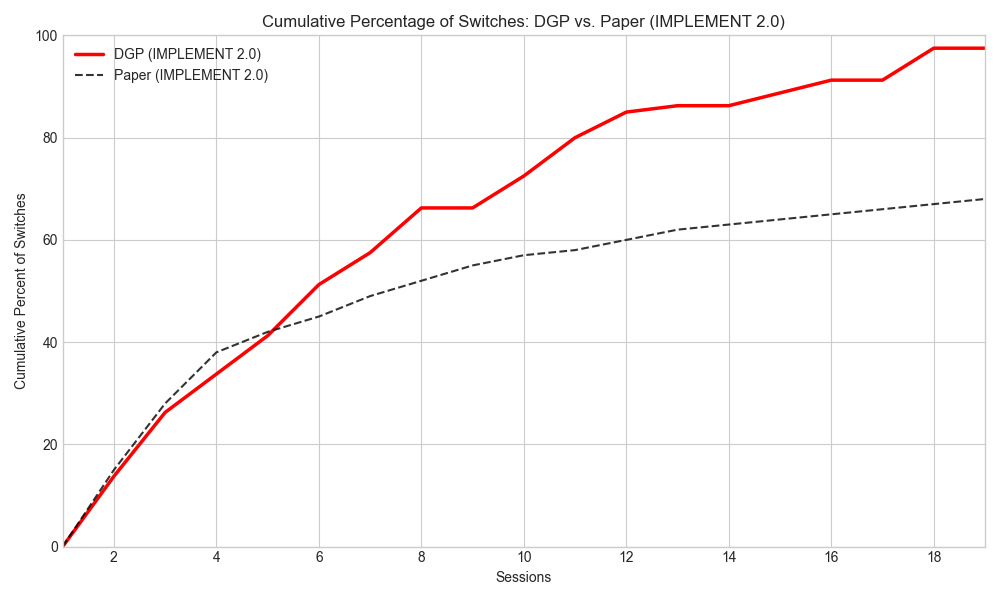 Cumulative Percentage of Switches: DGP vs. Paper (IMPLEMENT 2.0)
DGP (IMPLEMENT 2.0)
Paper (IMPLEMENT 2.0)
Cumulative Percent of Switches
100
80
60
40
20
0
2 4 6 8 10 12 14 16 18
Sessions